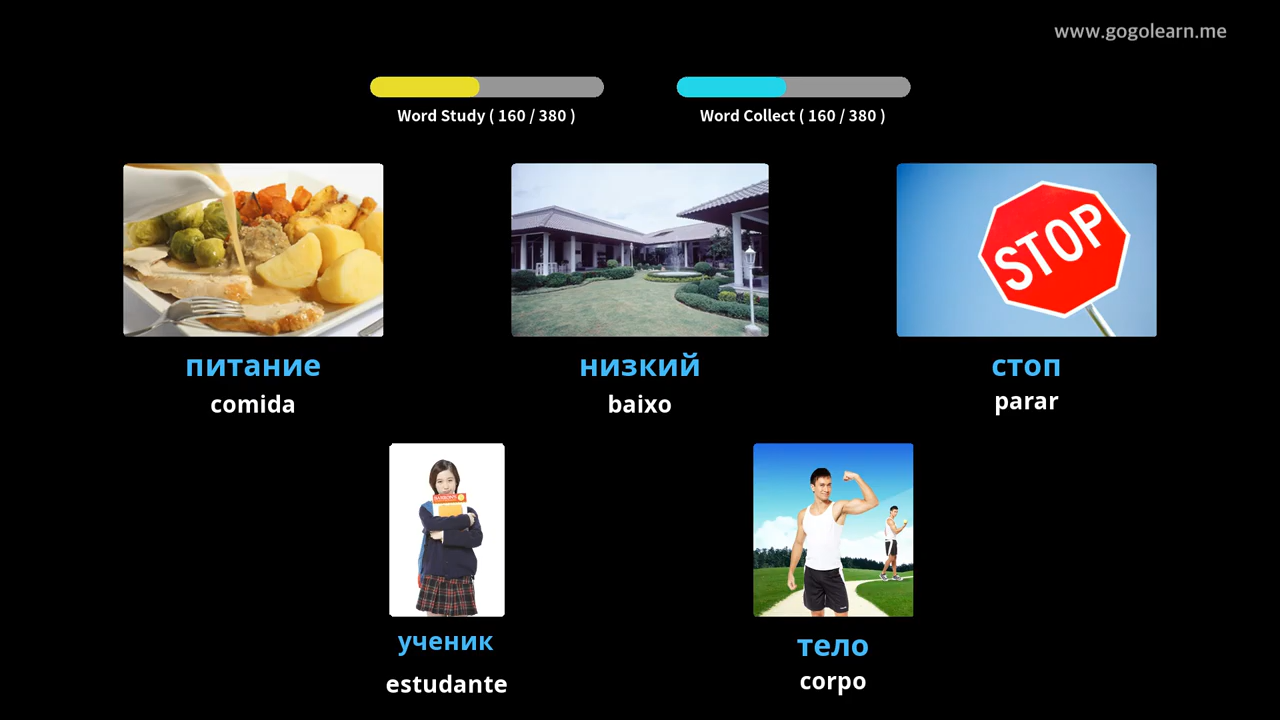 www.gogolearn.me
Word Study ( 160 / 380 )
Word Collect ( 160 / 380 )
STOP
питание
низкий
стоп
comida
baixo
parar
ученик
тело
estudante
corpo